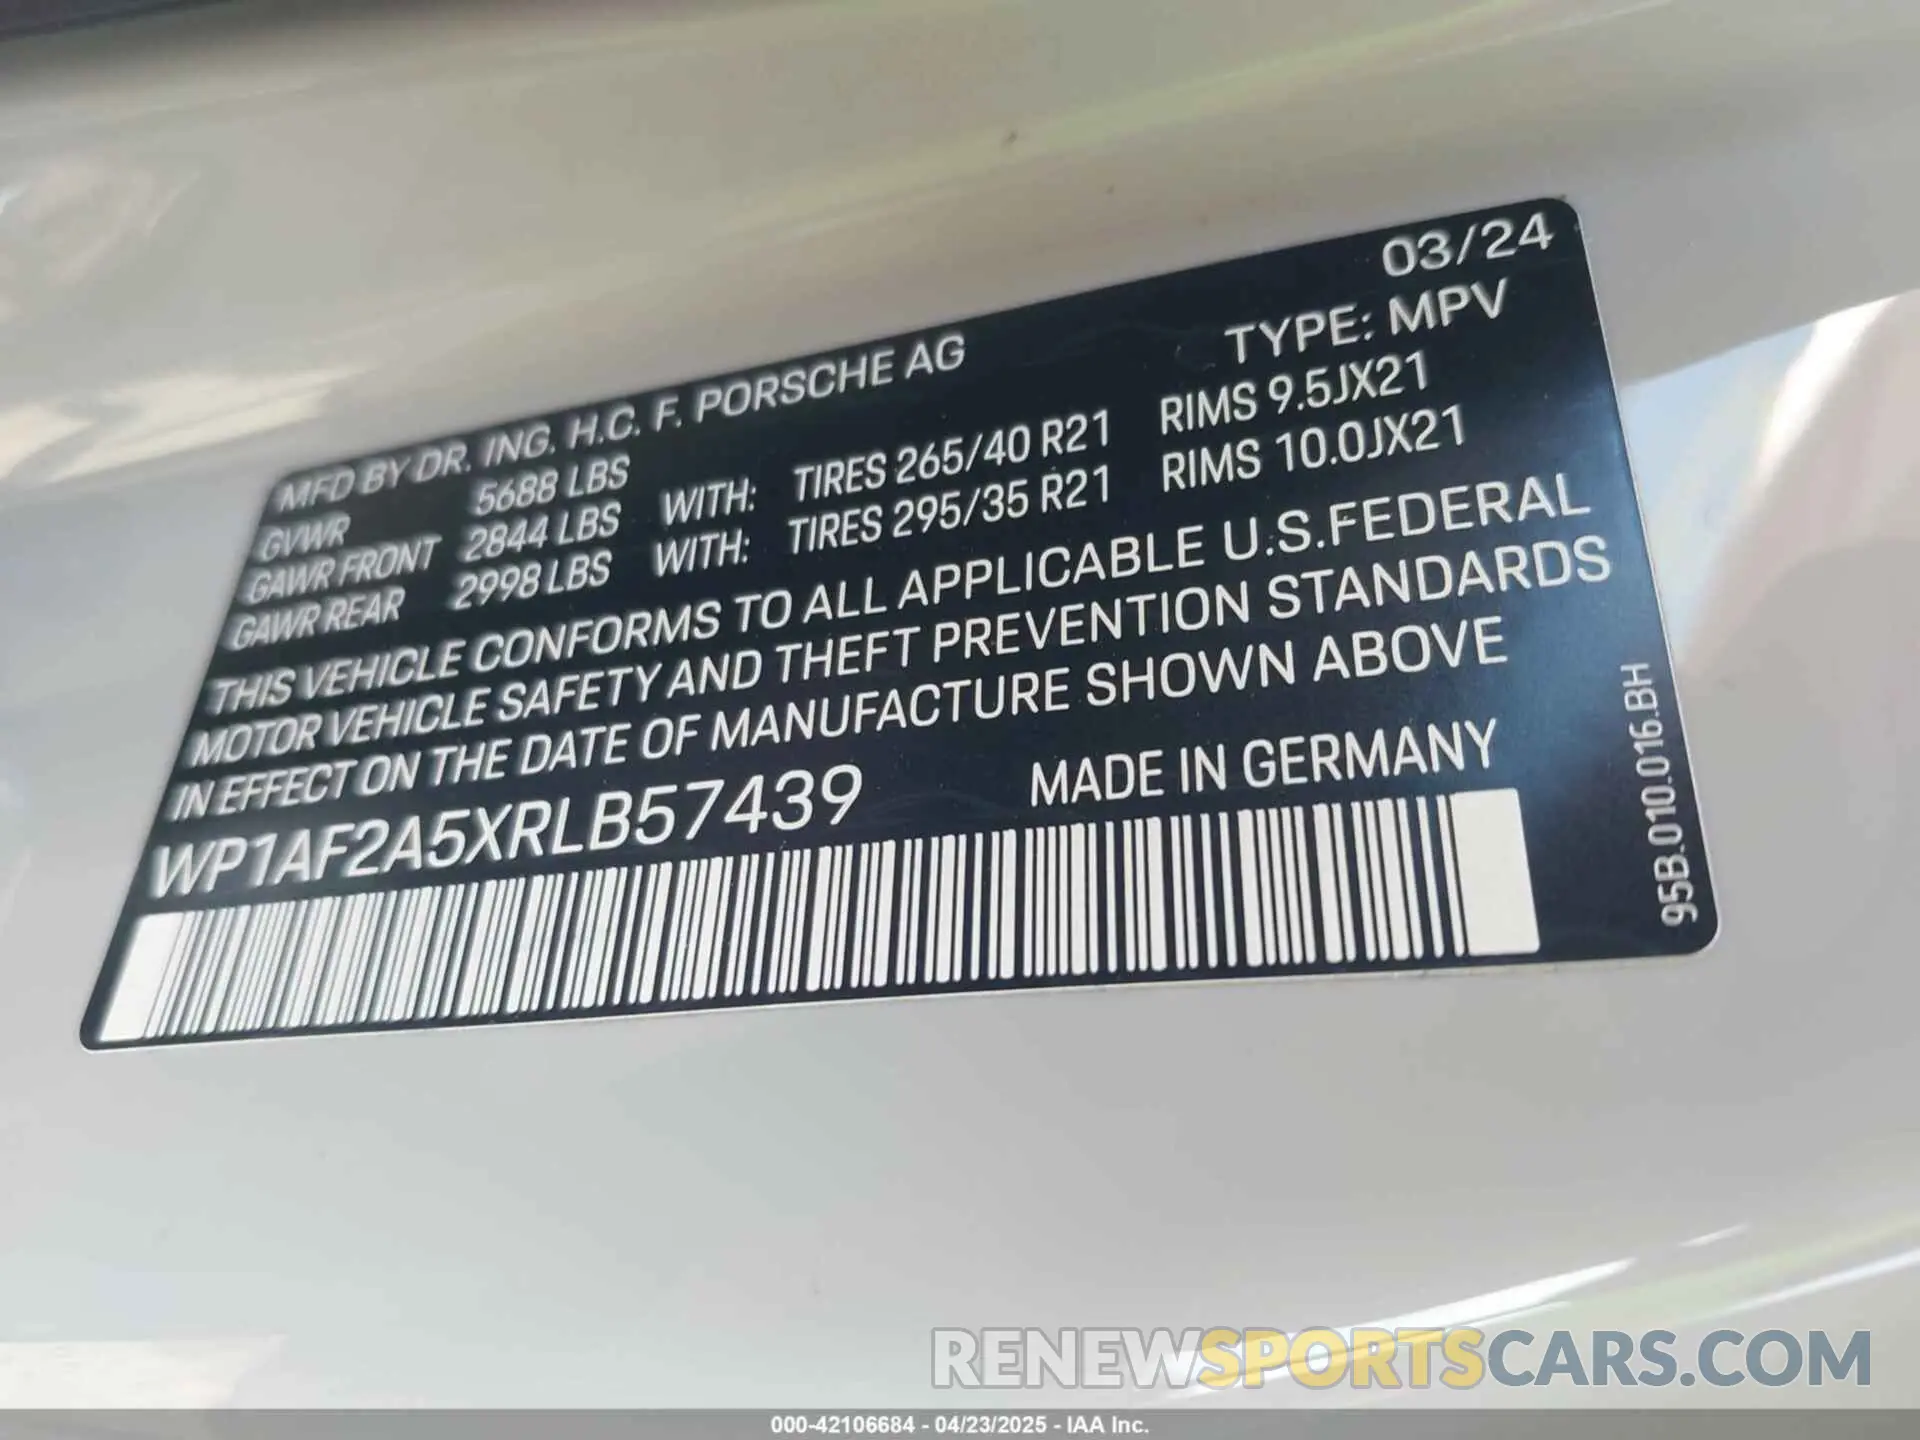 03/24
MFD BY DR. ING. H.C. F. PORSCHE AG TYPE: MPV
GVWR 5688 LBS
GAWR FRONT 2844 LBS WITH: TIRES 265/40 R21 RIMS 9.5JX21
GAWR REAR 2998 LBS WITH: TIRES 295/35 R21 RIMS 10.0JX21
THIS VEHICLE CONFORMS TO ALL APPLICABLE U.S.FEDERAL
MOTOR VEHICLE SAFETY AND THEFT PREVENTION STANDARDS
IN EFFECT ON THE DATE OF MANUFACTURE SHOWN ABOVE
WP1AF2A5XRLB57439 MADE IN GERMANY
95B.010.016.BH
RENEWSPORTSCARS.COM
000-42106684 - 04/23/2025 - IAA Inc.